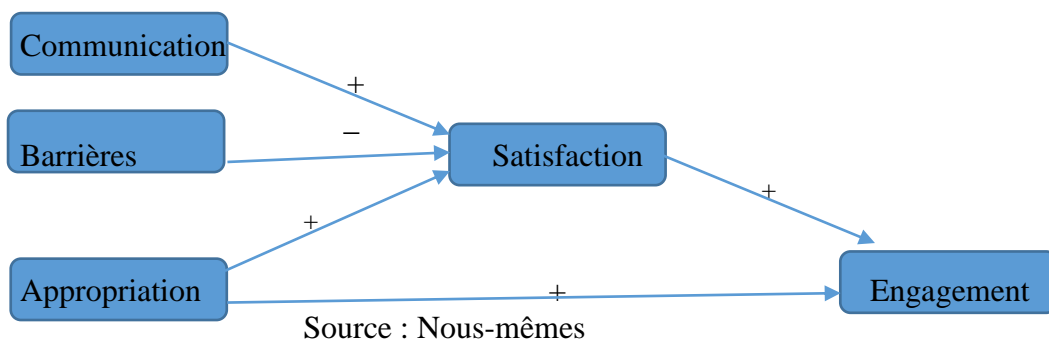 Communication
+
−
Barrières
Satisfaction
+
+
Appropriation
+
Engagement
Source : Nous-mêmes